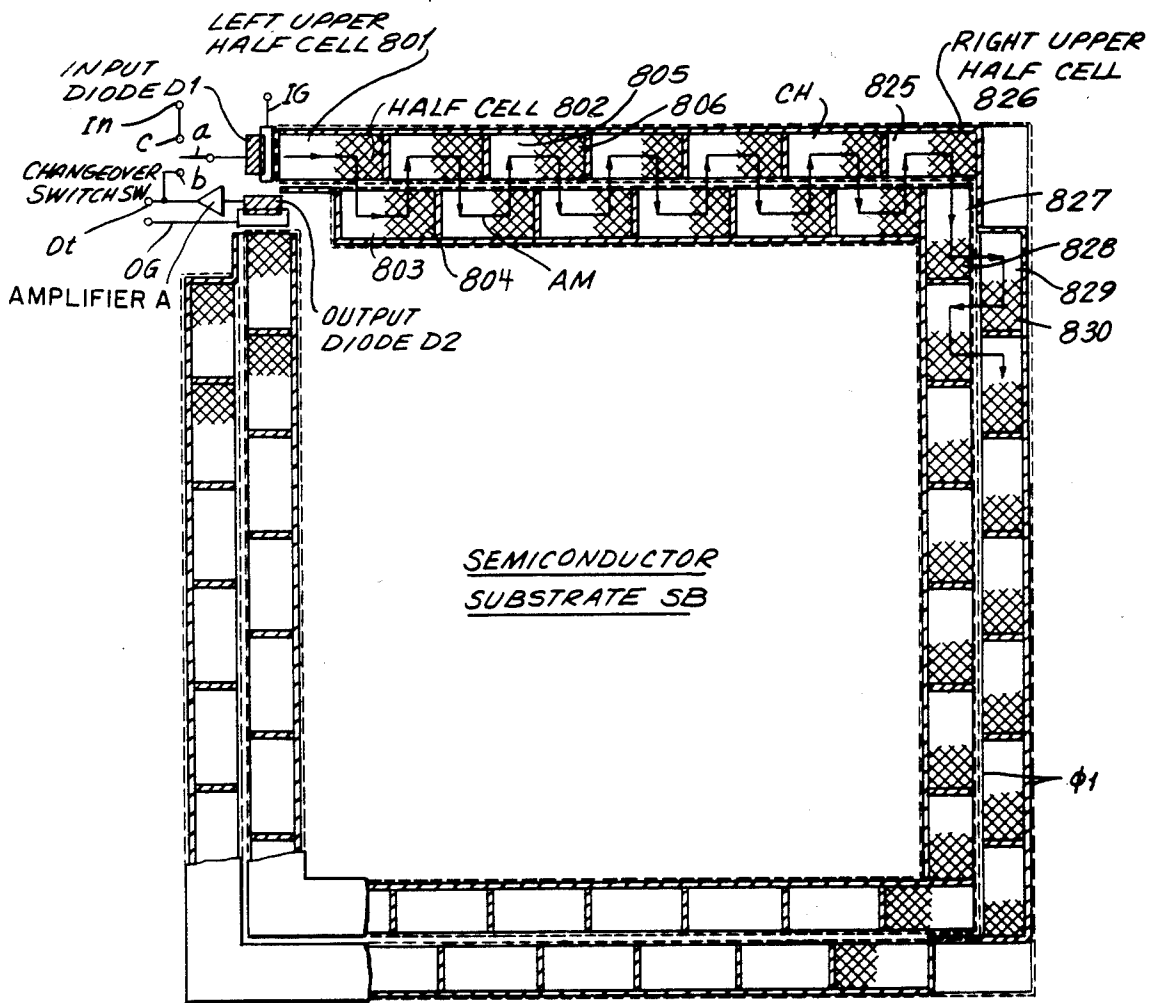 LEFT UPPER
HALF CELL 801
RIGHT UPPER
HALF CELL
826
INPUT
DIODE D1
IG
HALF CELL 802
805
806
CH
825
In
c
a
CHANGEOVER
SWITCH SW
b
Ot
OG
AMPLIFIER A
803
804
AM
OUTPUT
DIODE D2
827
828
829
830
SEMICONDUCTOR
SUBSTRATE SB
φ1